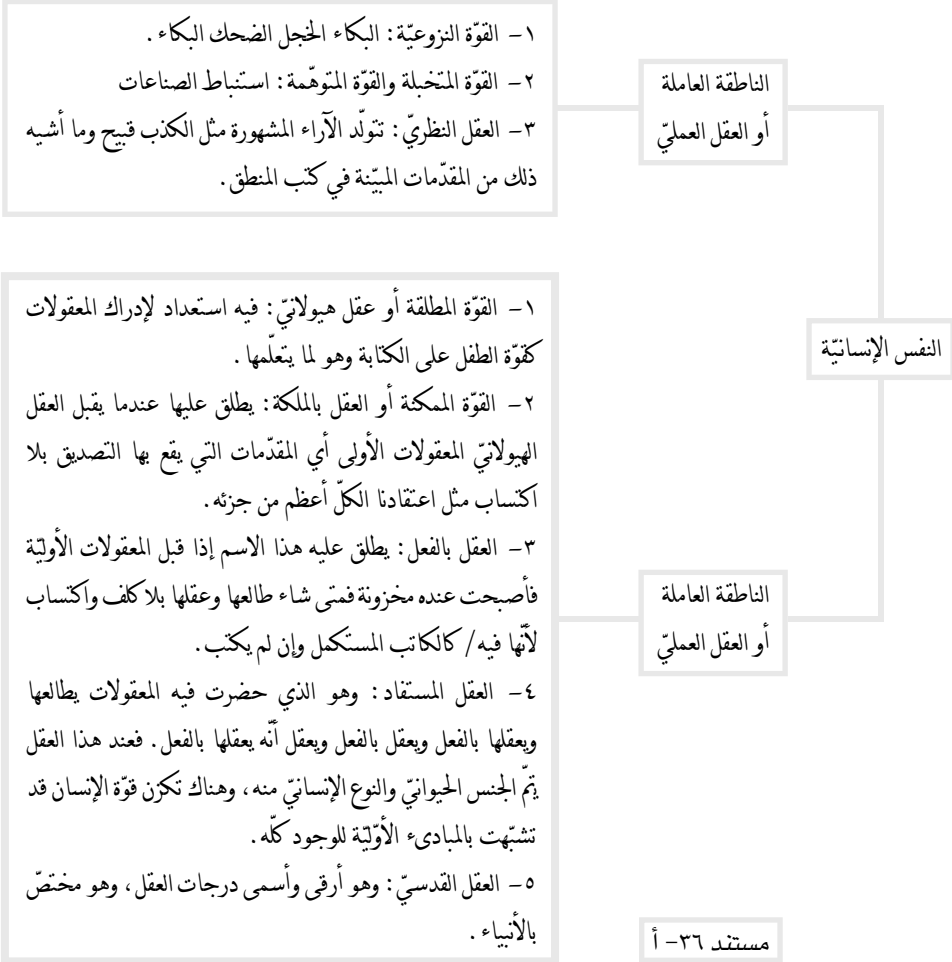 النفس الإنسانيّة
الناطقة العاملة
أو العقل العمليّ
١- القوّة النزوعيّة: البكاء الخجل الضحك البكاء.
٢- القوّة المتخبلة والقوّة المتوهّمة: استنباط الصناعات
٣- العقل النظريّ: تتولّد الآراء المشهورة مثل الكذب قبيح وما أشيه
ذلك من المقدّمات المبيّنة في كتب المنطق.
الناطقة العاملة
أو العقل العمليّ
١- القوّة المطلقة أو عقل هيولانيّ: فيه استعداد لإدراك المعقولات
كقوّة الطفل على الكتابة وهو لما يتعلّمها.
٢- القوّة الممكنة أو العقل بالملكة: يطلق عليها عندما يقبل العقل
الهيولانيّ المعقولات الأولى أي المقدّمات التي يقع بها التصديق بلا
اكتساب مثل اعتقادنا الكلّ أعظم من جزئه.
٣- العقل بالفعل: يطلق عليه هذا الاسم إذا قبل المعقولات الأوليّة
فأصبحت عنده مخزونة فمتى شاء طالعها وعقلها بلا كلف واكتساب
لأنّها فيه/ كالكاتب المستكمل وإن لم يكتب.
٤- العقل المستفاد: وهو الذي حضرت فيه المعقولات يطالعها
ويعقلها بالفعل ويعقل بالفعل ويعقل أنّه يعقلها بالفعل. فعند هذا العقل
يتمّ الجنس الحيوانيّ والنوع الإنسانيّ منه، وهناك تكزن قوّة الإنسان قد
تشبّهت بالمبادىء الأوّليّة للوجود كلّه.
٥- العقل القدسيّ: وهو أرقى وأسمى درجات العقل، وهو مختصّ
بالأنبياء.
مستند ٣٦- أ